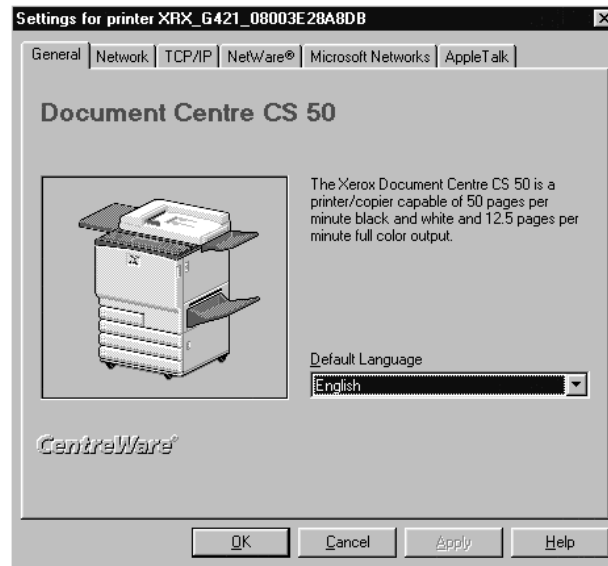 Settings for printer XRX_G421_08003E28A8DB
General Network TCP/IP NetWare® Microsoft Networks AppleTalk
Document Centre CS 50
The Xerox Document Centre CS 50 is a
printer/copier capable of 50 pages per
minute black and white and 12.5 pages per
minute full color output.
Default Language
English
CentreWare®
OK Cancel Apply Help